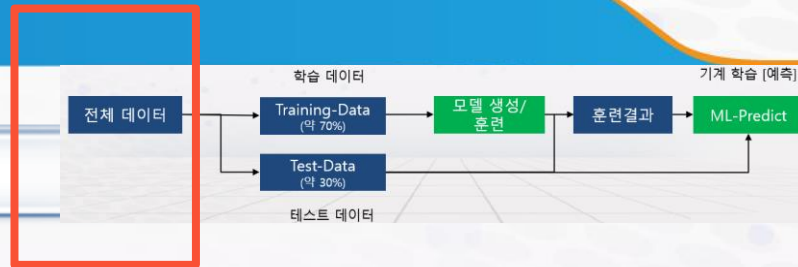 학습 데이터
기계 학습 [예측]
전체 데이터
Training-Data
(약 70%)
모델 생성/
훈련
훈련결과
ML-Predict
Test-Data
(약 30%)
테스트 데이터